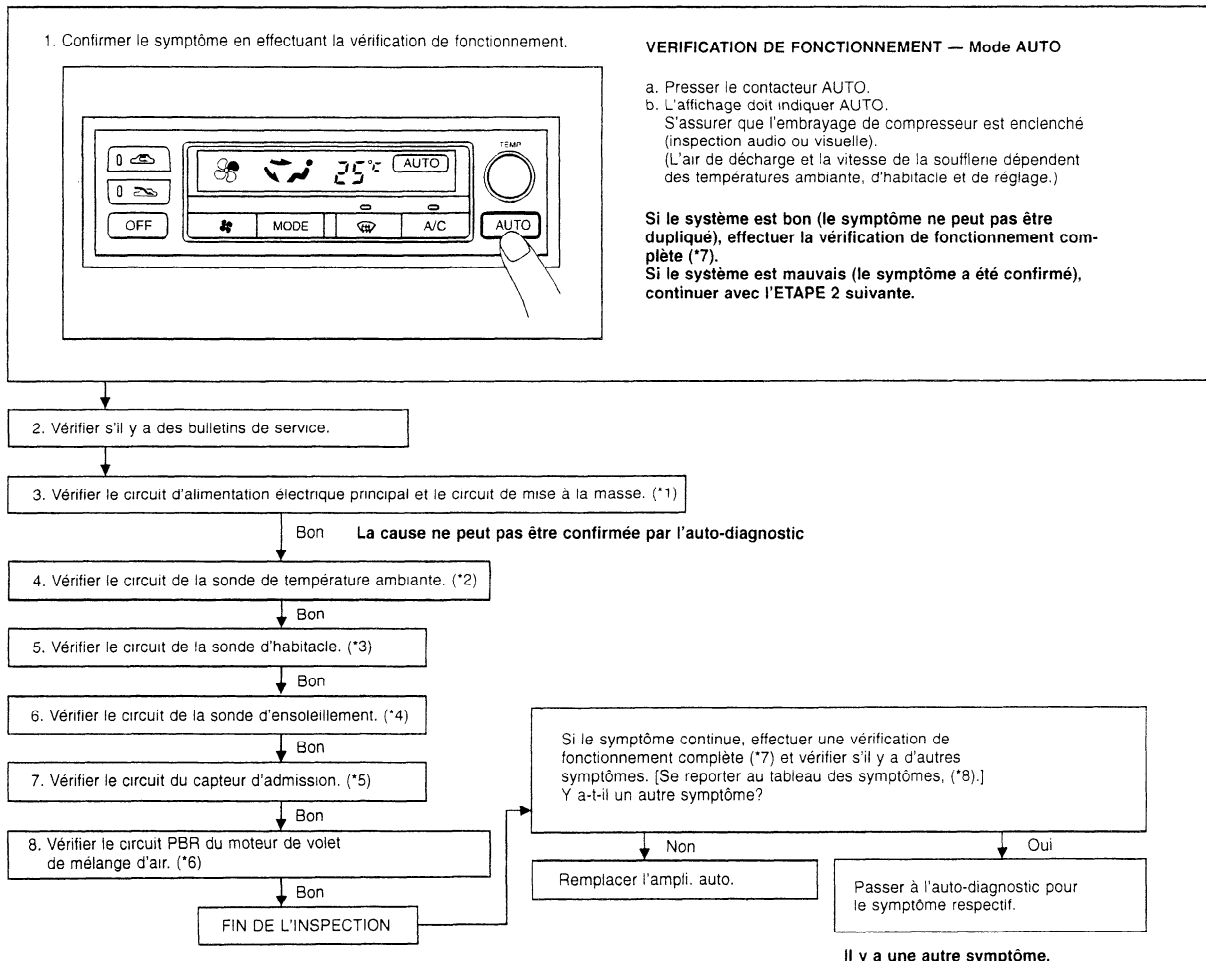 1. Confirmer le symptôme en effectuant la vérification de fonctionnement.
TEMP
25°C
AUTO
OFF
MODE
A/C
AUTO
VERIFICATION DE FONCTIONNEMENT — Mode AUTO
a. Presser le contacteur AUTO.
b. L'affichage doit indiquer AUTO.
S'assurer que l'embrayage de compresseur est enclenché
(inspection audio ou visuelle).
(L'air de décharge et la vitesse de la soufflerie dépendent
des températures ambiante, d'habitacle et de réglage.)
Si le système est bon (le symptôme ne peut pas être
dupliqué), effectuer la vérification de fonctionnement com-
plète (*7).
Si le système est mauvais (le symptôme a été confirmé),
continuer avec l'ETAPE 2 suivante.
2. Vérifier s'il y a des bulletins de service.
3. Vérifier le circuit d'alimentation électrique principal et le circuit de mise à la masse. (*1)
Bon
La cause ne peut pas être confirmée par l'auto-diagnostic
4. Vérifier le circuit de la sonde de température ambiante. (*2)
Bon
5. Vérifier le circuit de la sonde d'habitacle. (*3)
Bon
6. Vérifier le circuit de la sonde d'ensoleillement. (*4)
Bon
7. Vérifier le circuit du capteur d'admission. (*5)
Bon
8. Vérifier le circuit PBR du moteur de volet
de mélange d'air. (*6)
Bon
FIN DE L'INSPECTION
Si le symptôme continue, effectuer une vérification de
fonctionnement complète (*7) et vérifier s'il y a d'autres
symptômes. [Se reporter au tableau des symptômes, (*8).]
Y a-t-il un autre symptôme?
Non
Oui
Remplacer l'ampli. auto.
Passer à l'auto-diagnostic pour
le symptôme respectif.
Il y a une autre symptôme.